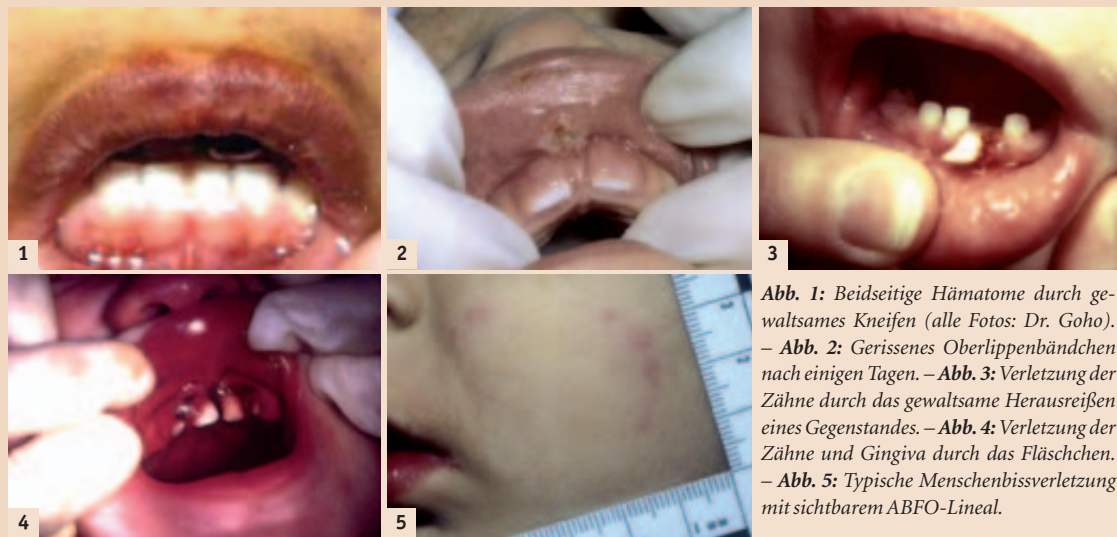 1
2
3
4
5
Abb. 1: Beidseitige Hämatome durch ge-
waltsames Kneifen (alle Fotos: Dr. Goho).
– Abb. 2: Gerissenes Oberlippenbändchen
nach einigen Tagen. – Abb. 3: Verletzung der
Zähne durch das gewaltsame Herausreißen
eines Gegenstandes. – Abb. 4: Verletzung der
Zähne und Gingiva durch das Fläschchen.
– Abb. 5: Typische Menschenbissverletzung
mit sichtbarem ABFO-Lineal.